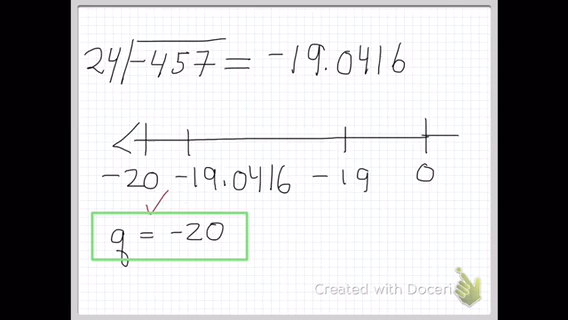 24/-457 = -19.0416
-20 -19.0416 -19 0
q = -20
Created with Doceri